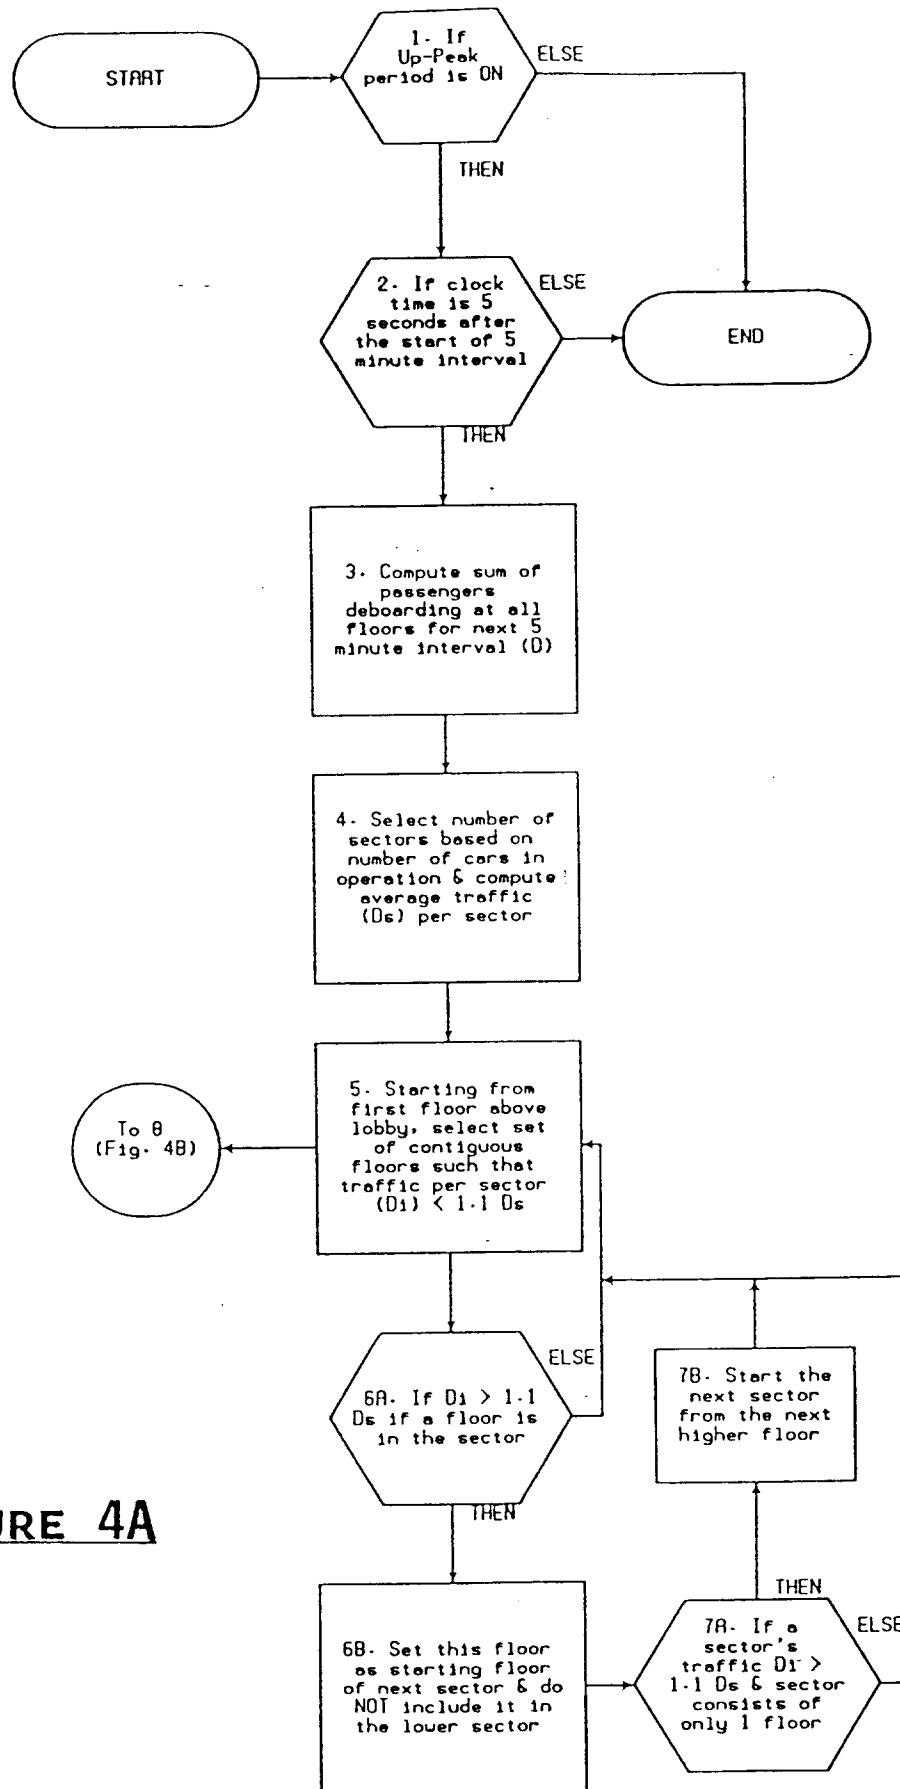 START
1. If
Up-Peak
period is ON
ELSE
THEN
2. If clock
time is 5
seconds after
the start of 5
minute interval
ELSE
END
THEN
3. Compute sum of
passengers
deboarding at all
floors for next 5
minute interval (D)
4. Select number of
sectors based on
number of cars in
operation & compute
average traffic
(Ds) per sector
5. Starting from
first floor above
lobby, select set
of contiguous
floors such that
traffic per sector
(Di) < 1.1 Ds
To 8
(Fig. 4B)
6A. If Di > 1.1
Ds if a floor is
in the sector
ELSE
THEN
7B. Start the
next sector
from the next
higher floor
THEN
6B. Set this floor
as starting floor
of next sector & do
NOT include it in
the lower sector
7A. If a
sector's
traffic Di >
1.1 Ds & sector
consists of
only 1 floor
ELSE
URE 4A